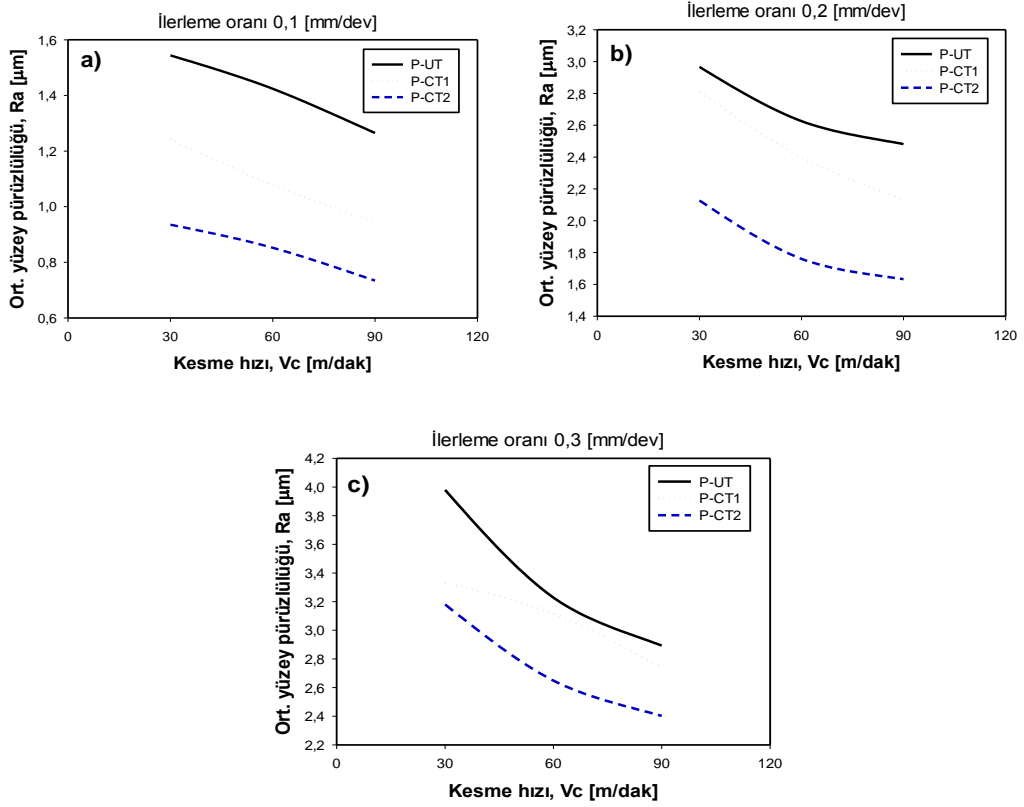 İlerleme oranı 0,1 [mm/dev]
a)
P-UT
P-CT1
P-CT2
Ort. yüzey pürüzlülüğü, Ra [µm]
1,6
1,4
1,2
1,0
0,8
0,6
0 30 60 90 120
Kesme hızı, Vc [m/dak]
İlerleme oranı 0,2 [mm/dev]
b)
P-UT
P-CT1
P-CT2
Ort. yüzey pürüzlülüğü, Ra [µm]
3,2
3,0
2,8
2,6
2,4
2,2
2,0
1,8
1,6
1,4
0 30 60 90 120
Kesme hızı, Vc [m/dak]
İlerleme oranı 0,3 [mm/dev]
c)
P-UT
P-CT1
P-CT2
Ort. yüzey pürüzlülüğü, Ra [µm]
4,2
4,0
3,8
3,6
3,4
3,2
3,0
2,8
2,6
2,4
2,2
0 30 60 90 120
Kesme hızı, Vc [m/dak]